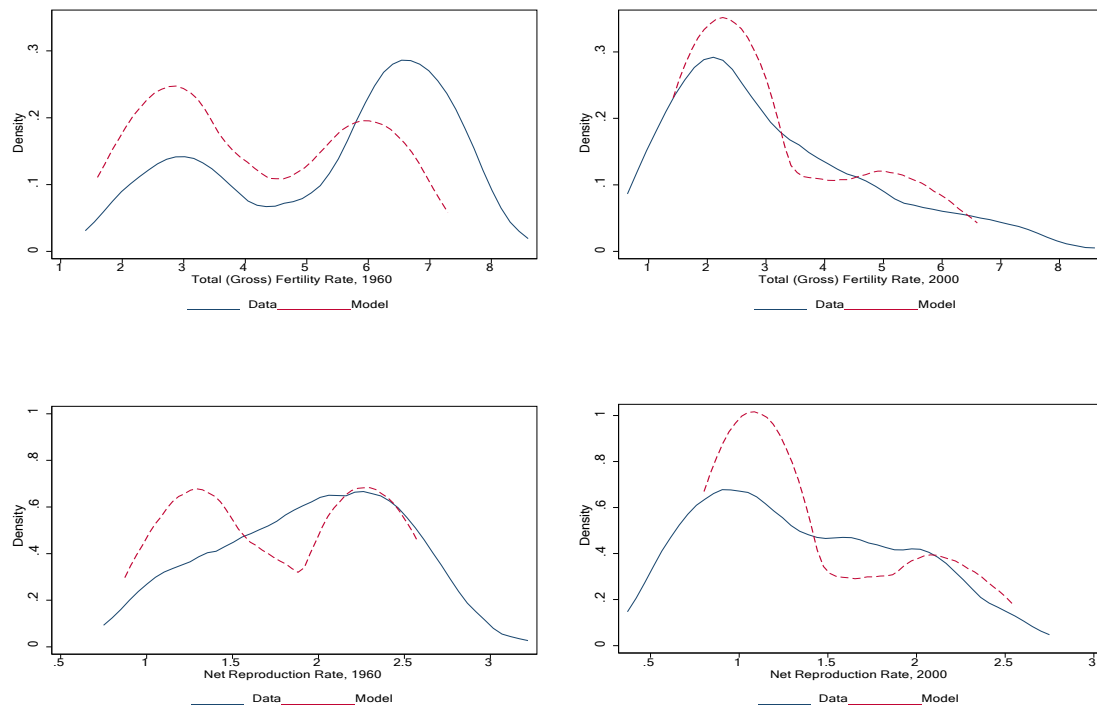 Density
0 .1 .2 .3
1 2 3 4 5 6 7 8
Total (Gross) Fertility Rate, 1960
Data Model
Density
0 .1 .2 .3
1 2 3 4 5 6 7 8
Total (Gross) Fertility Rate, 2000
Data Model
Density
0 .2 .4 .6 .8 1
.5 1 1.5 2 2.5 3
Net Reproduction Rate, 1960
Data Model
Density
0 .2 .4 .6 .8 1
.5 1 1.5 2 2.5 3
Net Reproduction Rate, 2000
Data Model